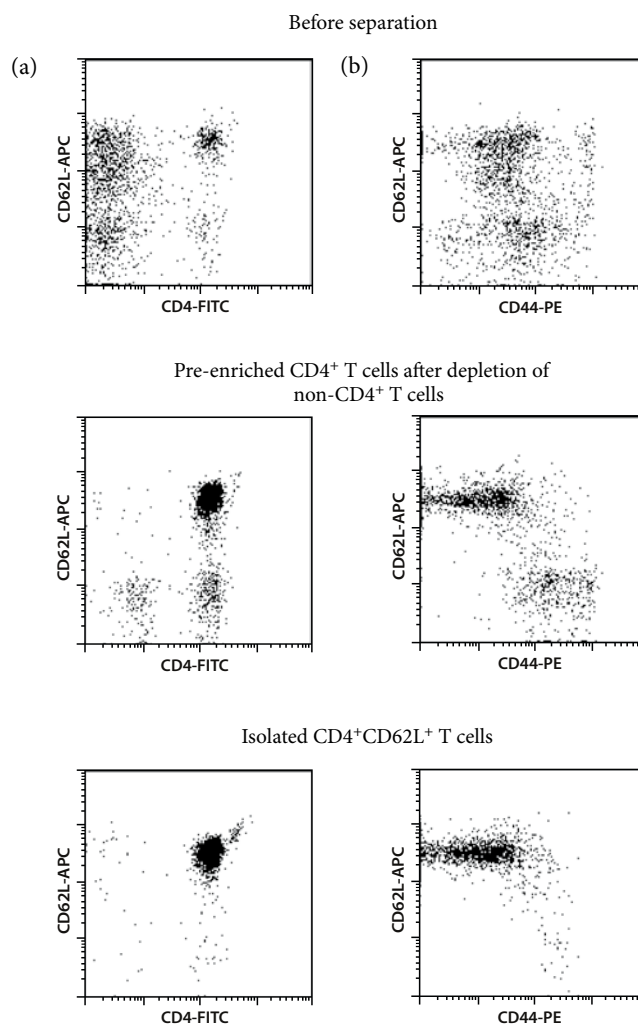 Before separation
(a)
(b)
CD62L-APC
CD4-FITC
CD62L-APC
CD44-PE
Pre-enriched CD4⁺ T cells after depletion of
non-CD4⁺ T cells
CD62L-APC
CD4-FITC
CD62L-APC
CD44-PE
Isolated CD4⁺CD62L⁺ T cells
CD62L-APC
CD4-FITC
CD62L-APC
CD44-PE